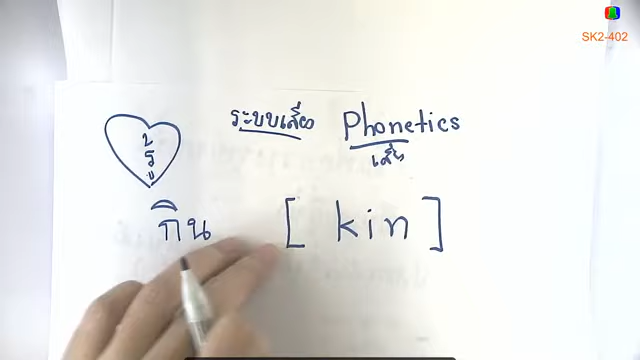 SK2-402
ระบบเสียง Phonetics
เสียง
กิน [ kin ]